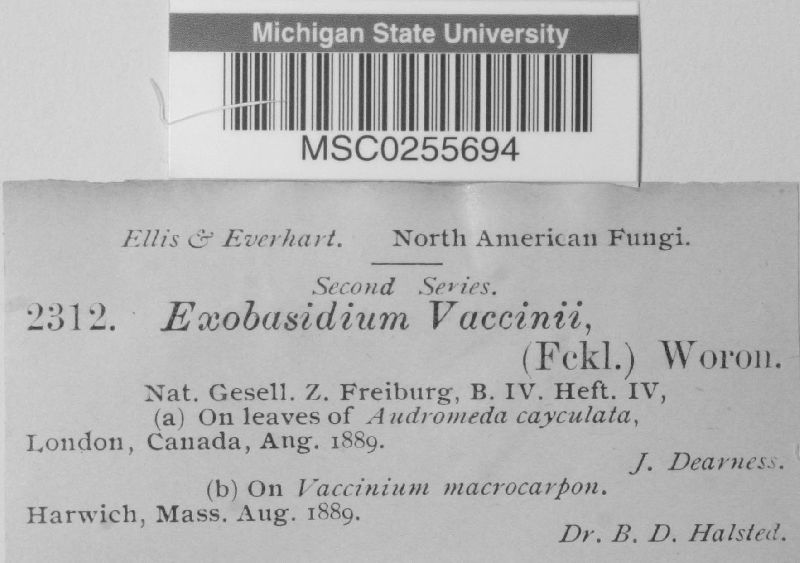 Michigan State University
MSC0255694
Ellis & Everhart. North American Fungi.
Second Series.
2312. Exobasidium Vaccinii,
(Fckl.) Woron.
Nat. Gesell. Z. Freiburg, B. IV. Heft. IV,
(a) On leaves of Audromeda cayculata,
London, Canada, Aug. 1889.
J. Dearness.
(b) On Vaccinium macrocarpon.
Harwich, Mass. Aug. 1889.
Dr. B. D. Halsted.